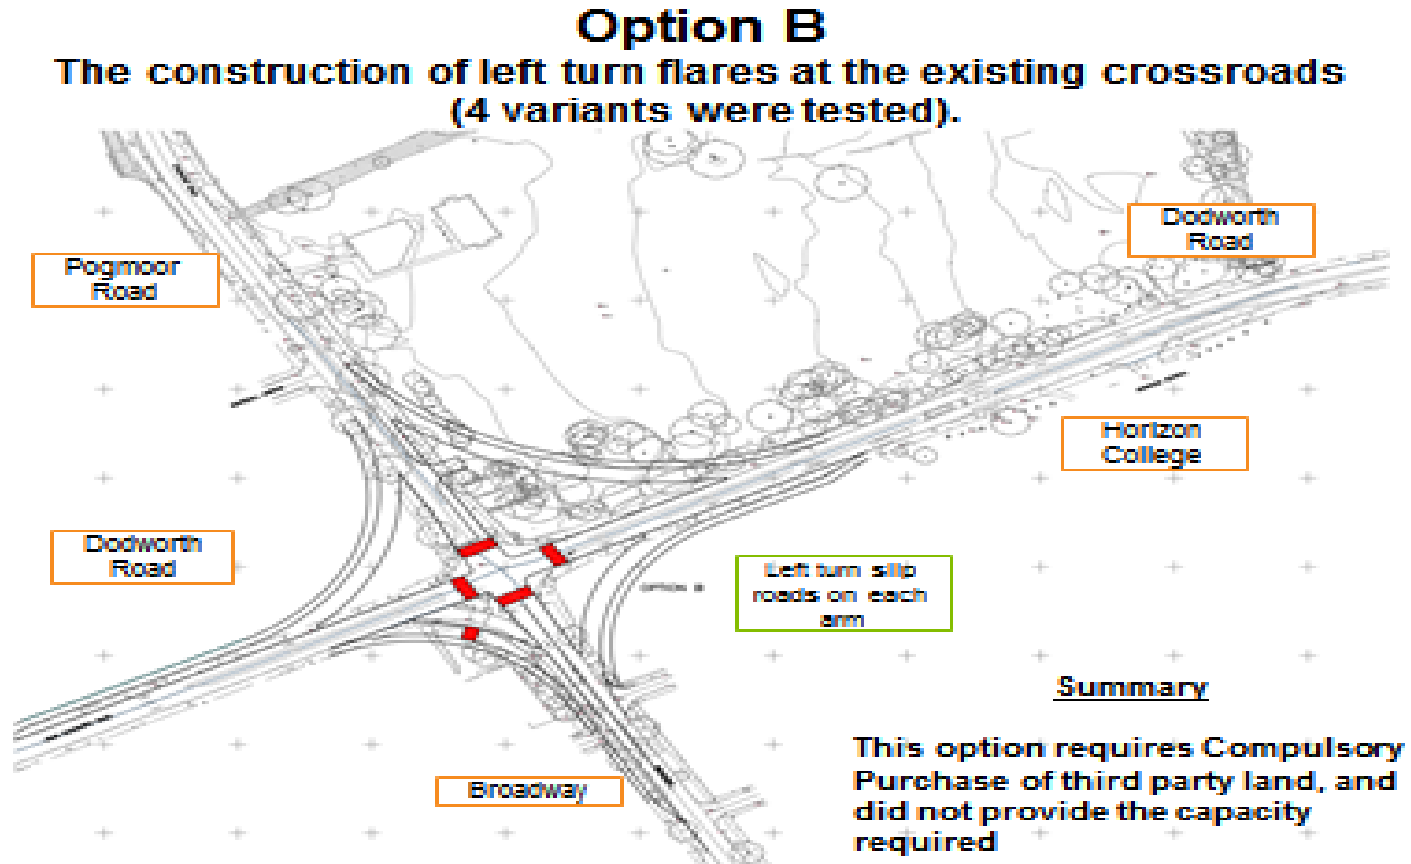 Option B
The construction of left turn flares at the existing crossroads
(4 variants were tested).
Dodworth
Road
Pogmoor
Road
Horizon
College
Dodworth
Road
OPTION B
Left turn slip
roads on each
arm
Summary
Broadway
This option requires Compulsory
Purchase of third party land, and
did not provide the capacity
required